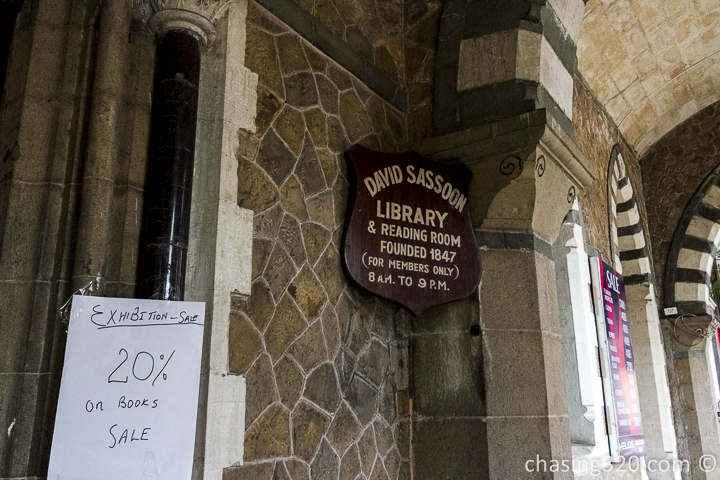 DAVID SASSOON
LIBRARY
& READING ROOM
FOUNDED 1847
(FOR MEMBERS ONLY)
8 A.M. TO 9 P.M.
EXHIBITION-SALE
20%
ON BOOKS
SALE
SALE
chasing320.com ©